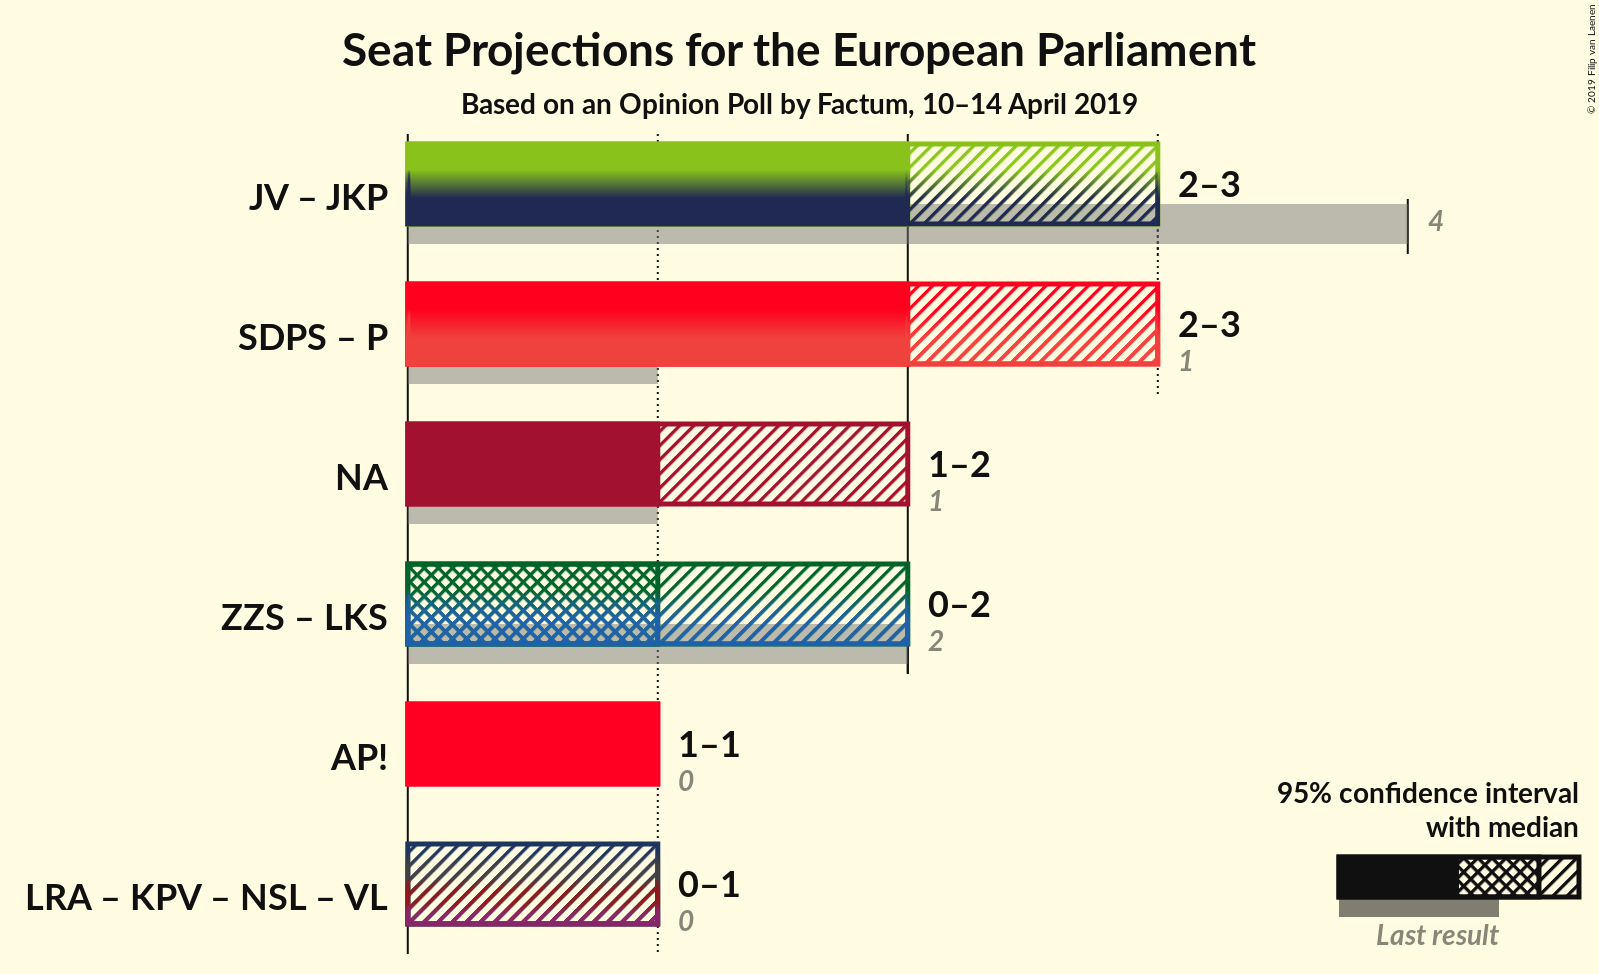 Seat Projections for the European Parliament
Based on an Opinion Poll by Factum, 10–14 April 2019
© 2019 Filip van Laenen
JV – JKP
2–3
4
SDPS – P
2–3
1
NA
1–2
1
ZZS – LKS
0–2
2
AP!
1–1
0
LRA – KPV – NSL – VL
0–1
0
95% confidence interval
with median
Last result